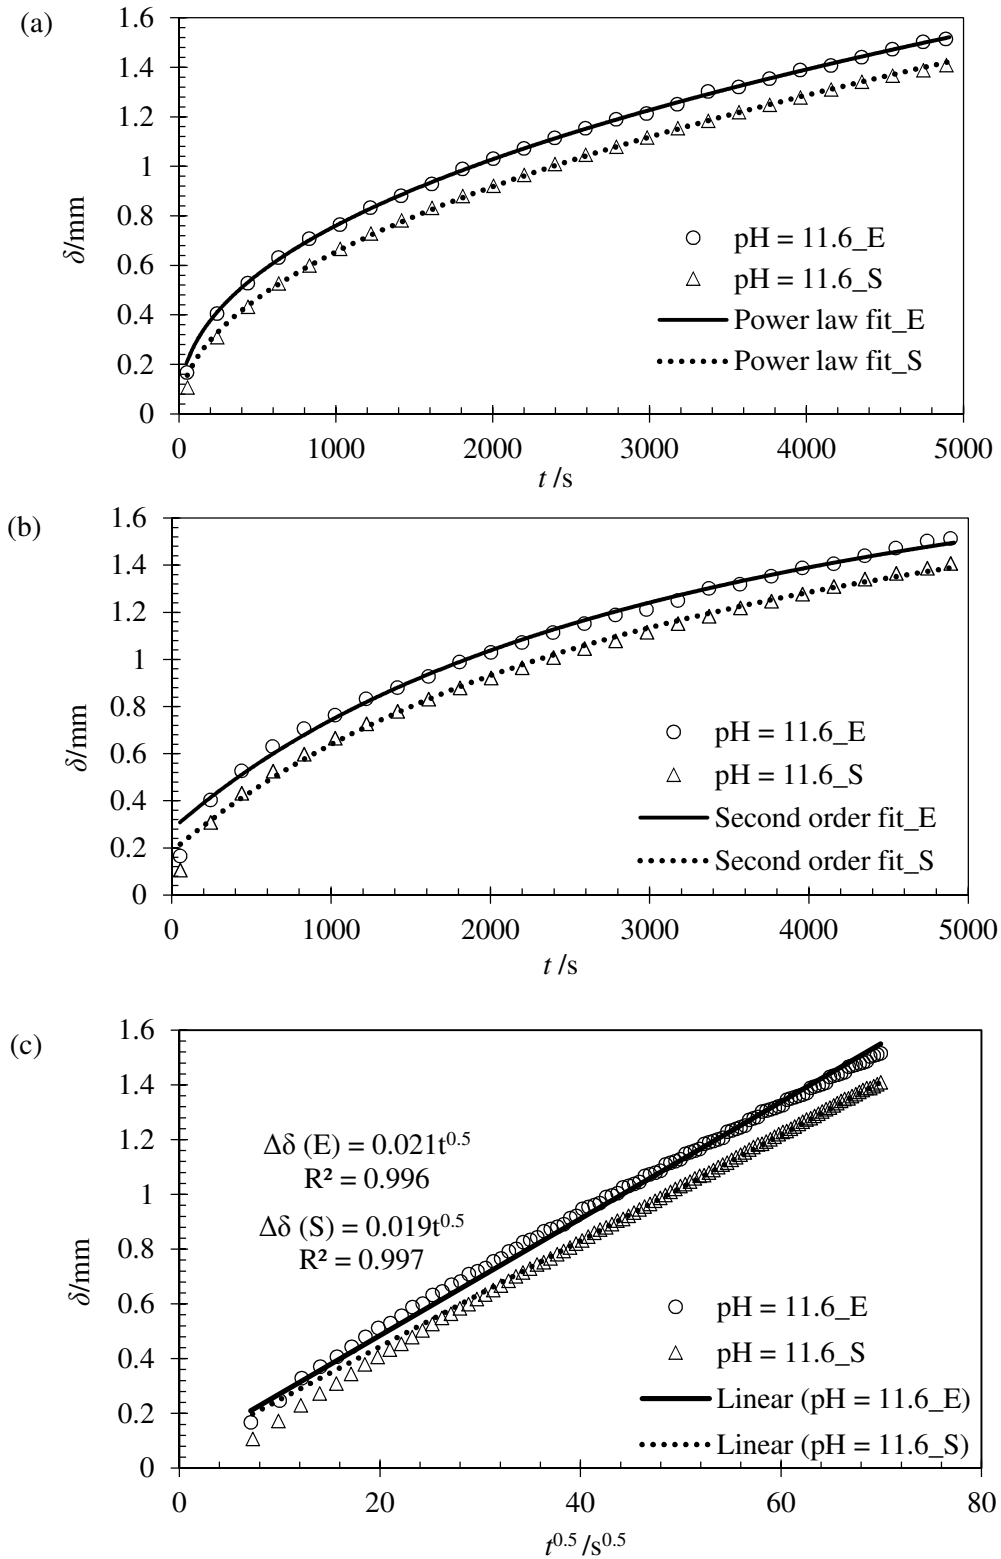 (a)
1.6
1.4
1.2
1
0.8
0.6
0.4
0.2
0
δ/mm
pH = 11.6_E
pH = 11.6_S
Power law fit_E
Power law fit_S
0 1000 2000 3000 4000 5000
t /s
(b)
1.6
1.4
1.2
1
0.8
0.6
0.4
0.2
0
δ/mm
pH = 11.6_E
pH = 11.6_S
Second order fit_E
Second order fit_S
0 1000 2000 3000 4000 5000
t /s
(c)
1.6
1.4
1.2
1
0.8
0.6
0.4
0.2
0
δ/mm
Δδ (E) = 0.021t^0.5
R² = 0.996
Δδ (S) = 0.019t^0.5
R² = 0.997
pH = 11.6_E
pH = 11.6_S
Linear (pH = 11.6_E)
Linear (pH = 11.6_S)
0 20 40 60 80
t^0.5 /s^0.5